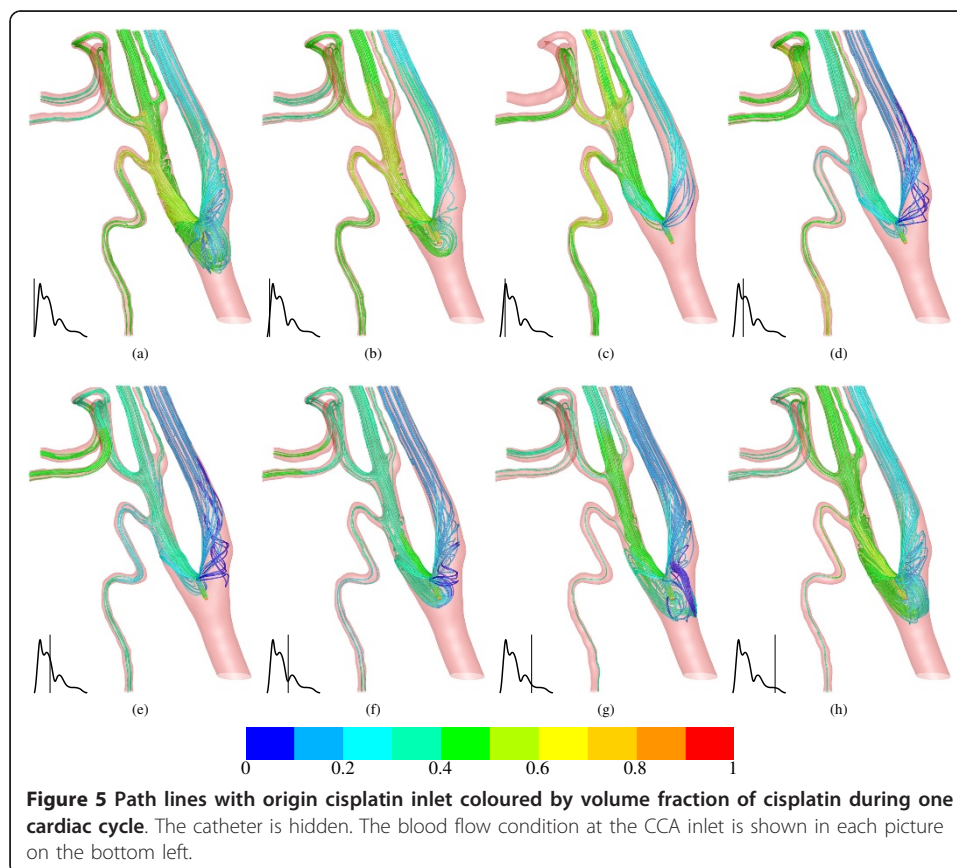 (a) (b) (c) (d)
(e) (f) (g) (h)
0 0.2 0.4 0.6 0.8 1
Figure 5 Path lines with origin cisplatin inlet coloured by volume fraction of cisplatin during one
cardiac cycle. The catheter is hidden. The blood flow condition at the CCA inlet is shown in each picture
on the bottom left.